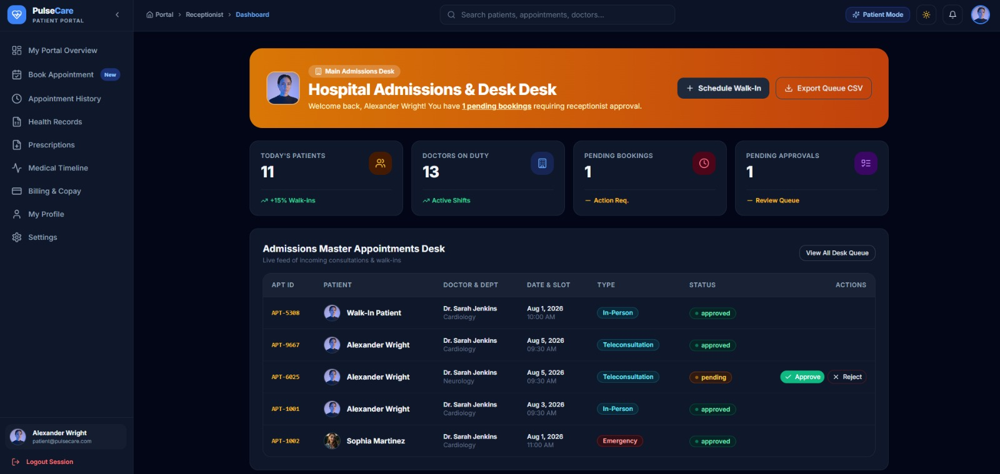 PulseCare
PATIENT PORTAL
Portal > Receptionist > Dashboard
Search patients, appointments, doctors...
Patient Mode
My Portal Overview
Book Appointment New
Appointment History
Health Records
Prescriptions
Medical Timeline
Billing & Copay
My Profile
Settings
Alexander Wright
patient@pulsecare.com
Logout Session
Main Admissions Desk
Hospital Admissions & Desk Desk
Welcome back, Alexander Wright! You have 1 pending bookings requiring receptionist approval.
Schedule Walk-In
Export Queue CSV
TODAY'S PATIENTS
11
+15% Walk-ins
DOCTORS ON DUTY
13
Active Shifts
PENDING BOOKINGS
1
Action Req.
PENDING APPROVALS
1
Review Queue
Admissions Master Appointments Desk
Live feed of incoming consultations & walk-ins
View All Desk Queue
APT ID PATIENT DOCTOR & DEPT DATE & SLOT TYPE STATUS ACTIONS
APT-5308 Walk-In Patient Dr. Sarah Jenkins Aug 1, 2026 In-Person approved
Cardiology 10:00 AM
APT-9667 Alexander Wright Dr. Sarah Jenkins Aug 5, 2026 Teleconsultation approved
Cardiology 09:30 AM
APT-6025 Alexander Wright Dr. Sarah Jenkins Aug 5, 2026 Teleconsultation pending Approve Reject
Neurology 09:30 AM
APT-1001 Alexander Wright Dr. Sarah Jenkins Aug 3, 2026 In-Person approved
Cardiology 09:30 AM
APT-1002 Sophia Martinez Dr. Sarah Jenkins Aug 1, 2026 Emergency approved
Cardiology 11:00 AM